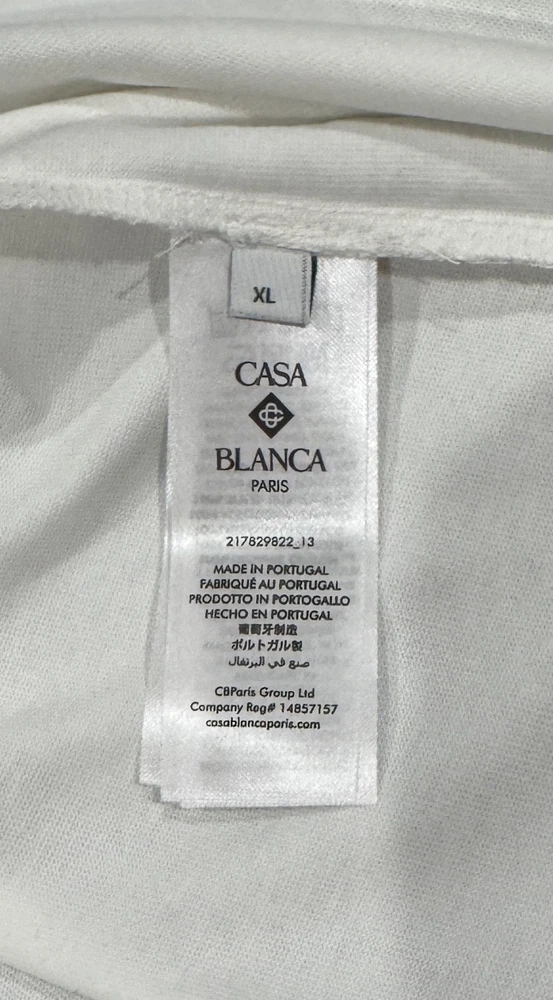 XL
CASA
BLANCA
PARIS
217829822_13
MADE IN PORTUGAL
FABRIQUÉ AU PORTUGAL
PRODOTTO IN PORTOGALLO
HECHO EN PORTUGAL
葡萄牙制造
ポルトガル製
صنع في البرتغال
CBParis Group Ltd
Company Reg# 14857157
casablancaparis.com